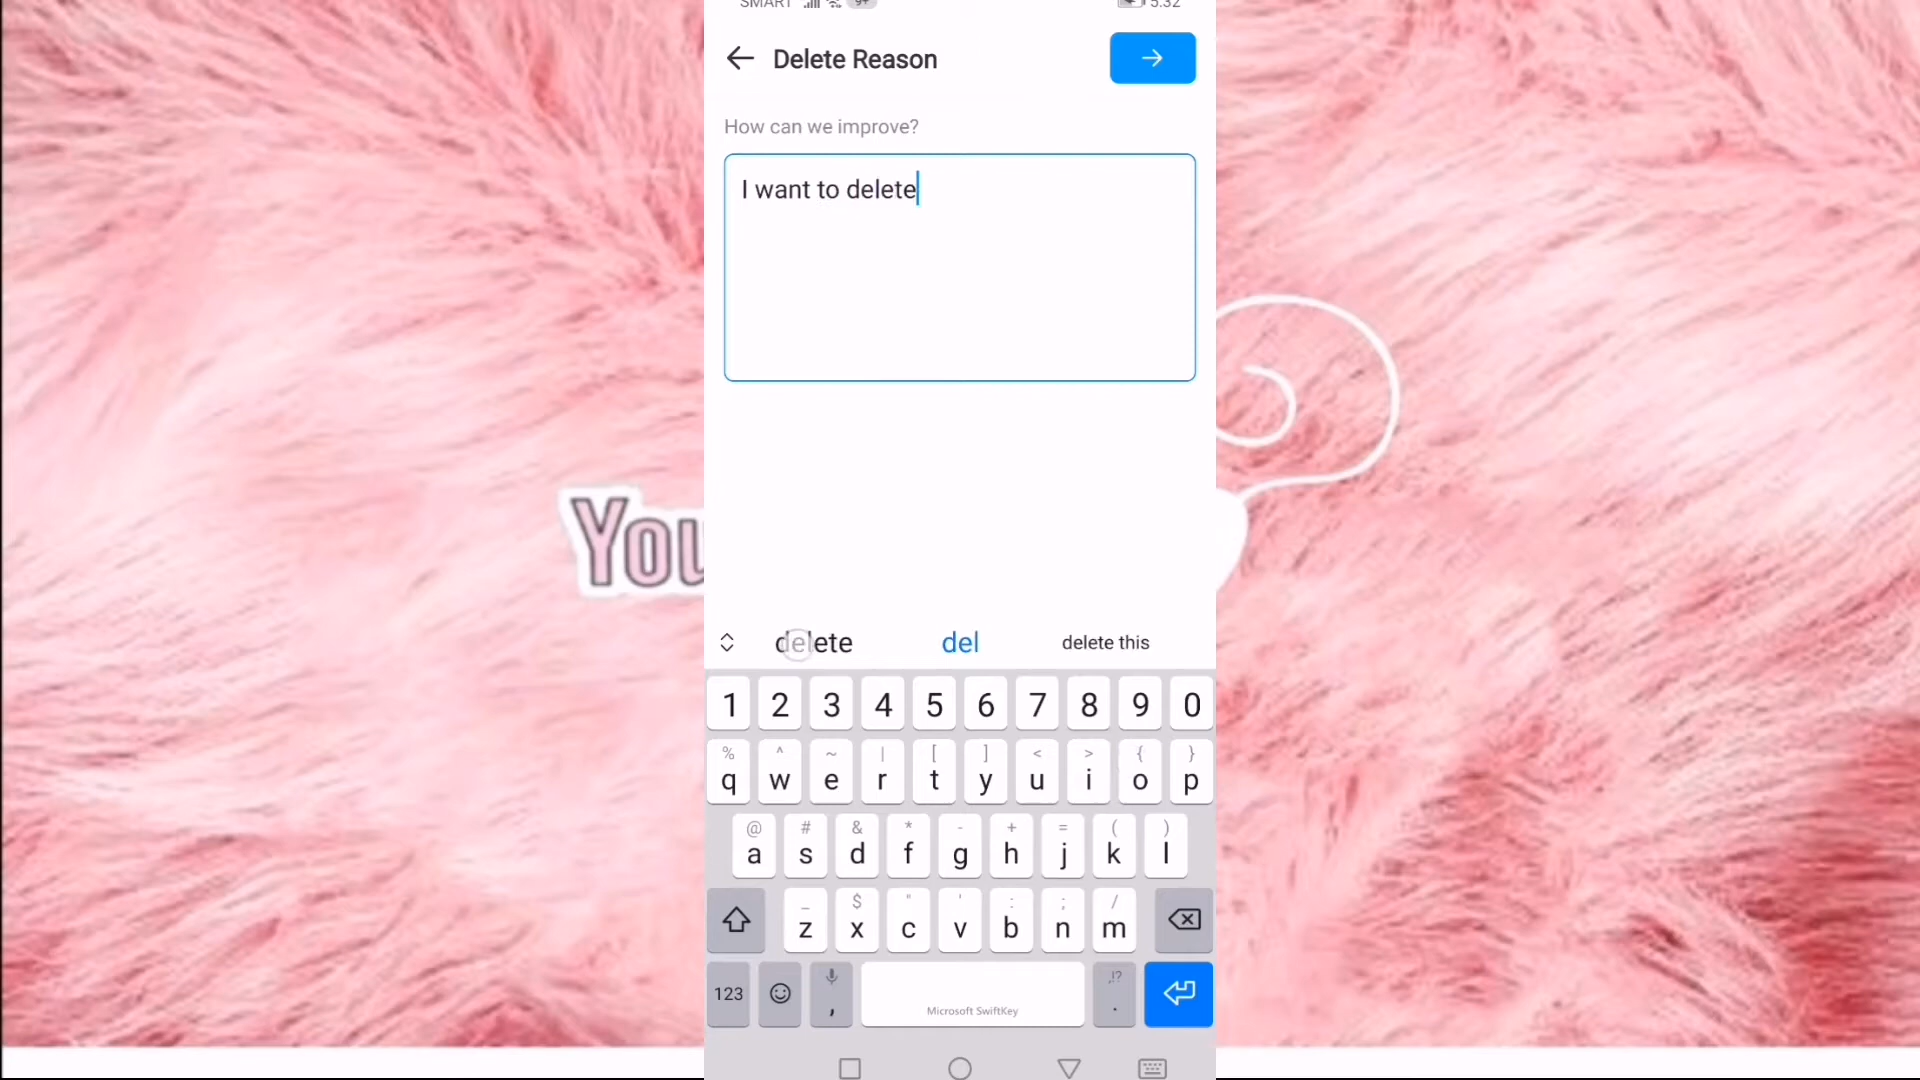 SMART 9+ 5:32
Delete Reason
How can we improve?
I want to delete
You
delete del delete this
1 2 3 4 5 6 7 8 9 0
% ^ ~ | [ ] < > { }
q w e r t y u i o p
@ # & * - + = ( )
a s d f g h j k l
_ $ " ' : ; /
z x c v b n m
123 , Microsoft SwiftKey ,!? .